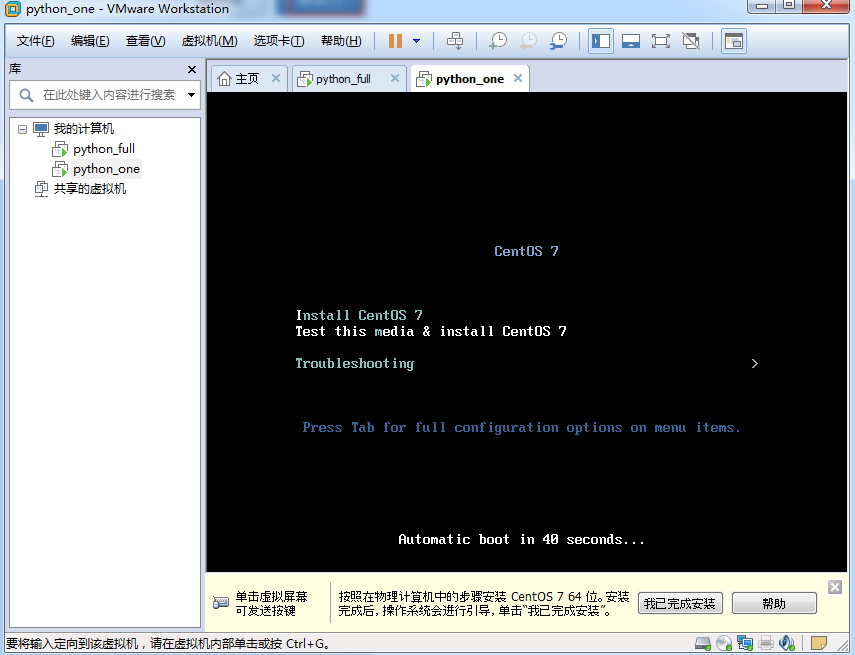 python_one - VMware Workstation
文件(F) 编辑(E) 查看(V) 虚拟机(M) 选项卡(T) 帮助(H)
库
在此处键入内容进行搜索
我的计算机
python_full
python_one
共享的虚拟机
主页 python_full python_one
CentOS 7
Install CentOS 7
Test this media & install CentOS 7
Troubleshooting >
Press Tab for full configuration options on menu items.
Automatic boot in 40 seconds...
单击虚拟屏幕
可发送按键
按照在物理计算机中的步骤安装 CentOS 7 64 位。安装
完成后，操作系统会进行引导，单击“我已完成安装”。
我已完成安装 帮助
要将输入定向到该虚拟机，请在虚拟机内部单击或按 Ctrl+G。